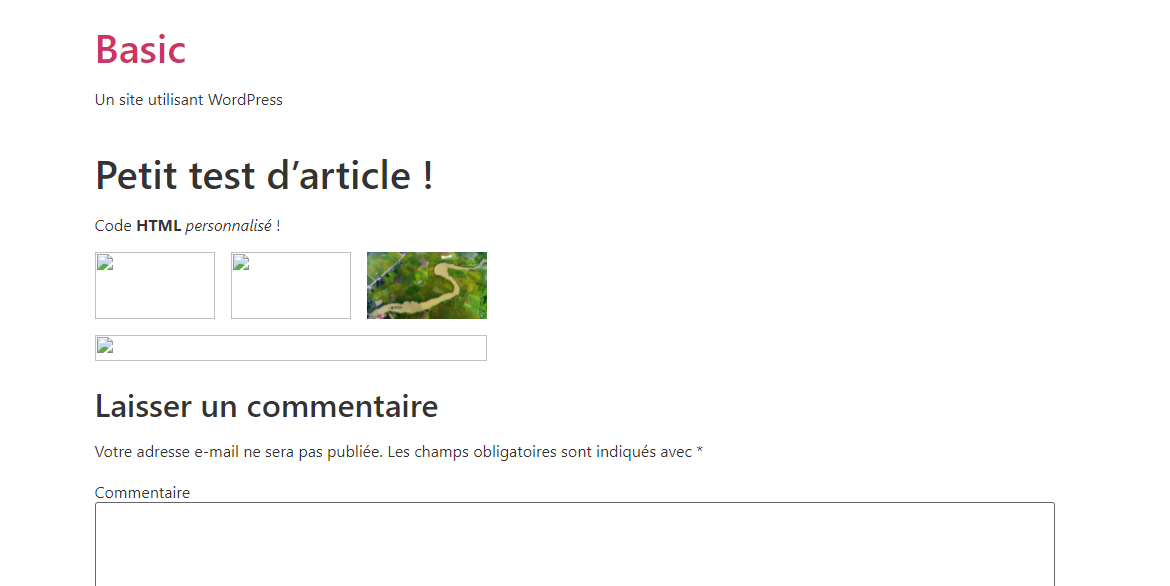 Basic
Un site utilisant WordPress
Petit test d’article !
Code HTML personnalisé !
Laisser un commentaire
Votre adresse e-mail ne sera pas publiée. Les champs obligatoires sont indiqués avec *
Commentaire